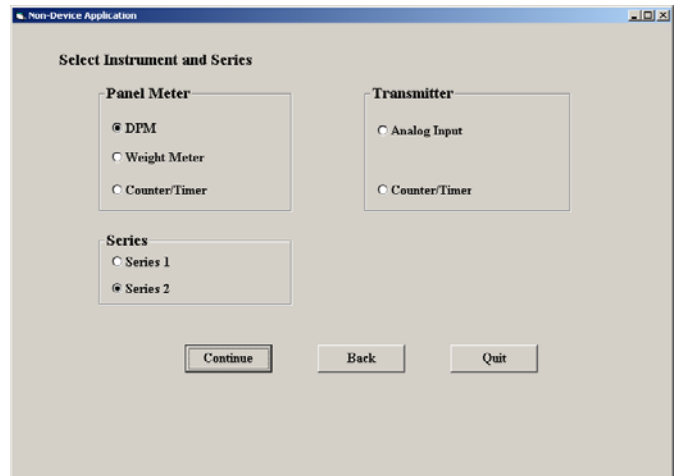 Non-Device Application
Select Instrument and Series
Panel Meter
DPM
Weight Meter
Counter/Timer
Transmitter
Analog Input
Counter/Timer
Series
Series 1
Series 2
Continue Back Quit